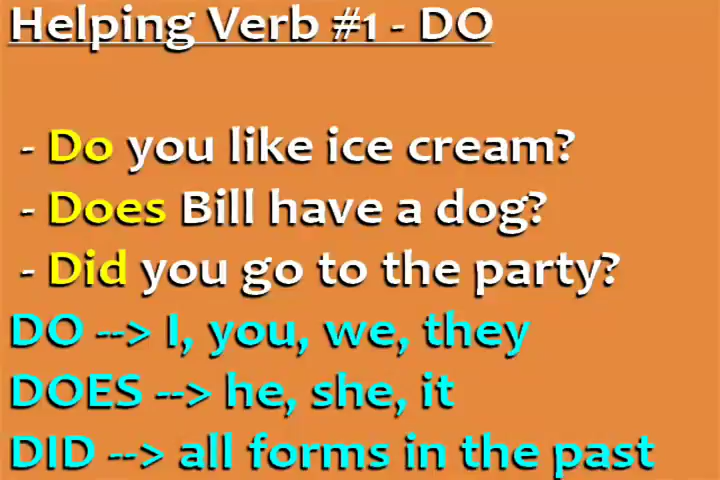 Helping Verb #1 - DO
- Do you like ice cream?
- Does Bill have a dog?
- Did you go to the party?
DO --> I, you, we, they
DOES --> he, she, it
DID --> all forms in the past